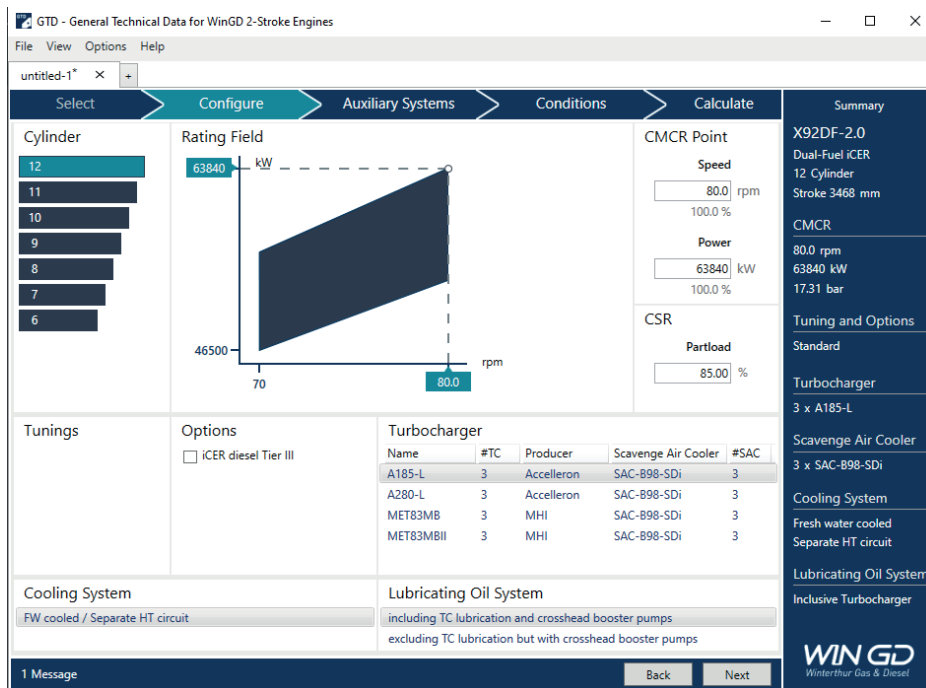 GTD - General Technical Data for WinGD 2-Stroke Engines
File View Options Help
untitled-1*
Select Configure Auxiliary Systems Conditions Calculate
Cylinder
12
11
10
9
8
7
6
Rating Field
63840
kW
46500
70
80.0
rpm
CMCR Point
Speed
80.0 rpm
100.0 %
Power
63840 kW
100.0 %
CSR
Partload
85.00 %
Tunings
Options
iCER diesel Tier III
Turbocharger
Name #TC Producer Scavenge Air Cooler #SAC
A185-L 3 Accelleron SAC-B98-SDi 3
A280-L 3 Accelleron SAC-B98-SDi 3
MET83MB 3 MHI SAC-B98-SDi 3
MET83MBII 3 MHI SAC-B98-SDi 3
Cooling System
FW cooled / Separate HT circuit
Lubricating Oil System
including TC lubrication and crosshead booster pumps
excluding TC lubrication but with crosshead booster pumps
1 Message
Back
Next
Summary
X92DF-2.0
Dual-Fuel iCER
12 Cylinder
Stroke 3468 mm
CMCR
80.0 rpm
63840 kW
17.31 bar
Tuning and Options
Standard
Turbocharger
3 x A185-L
Scavenge Air Cooler
3 x SAC-B98-SDi
Cooling System
Fresh water cooled
Separate HT circuit
Lubricating Oil System
Inclusive Turbocharger
WIN GD
Winterthur Gas & Diesel